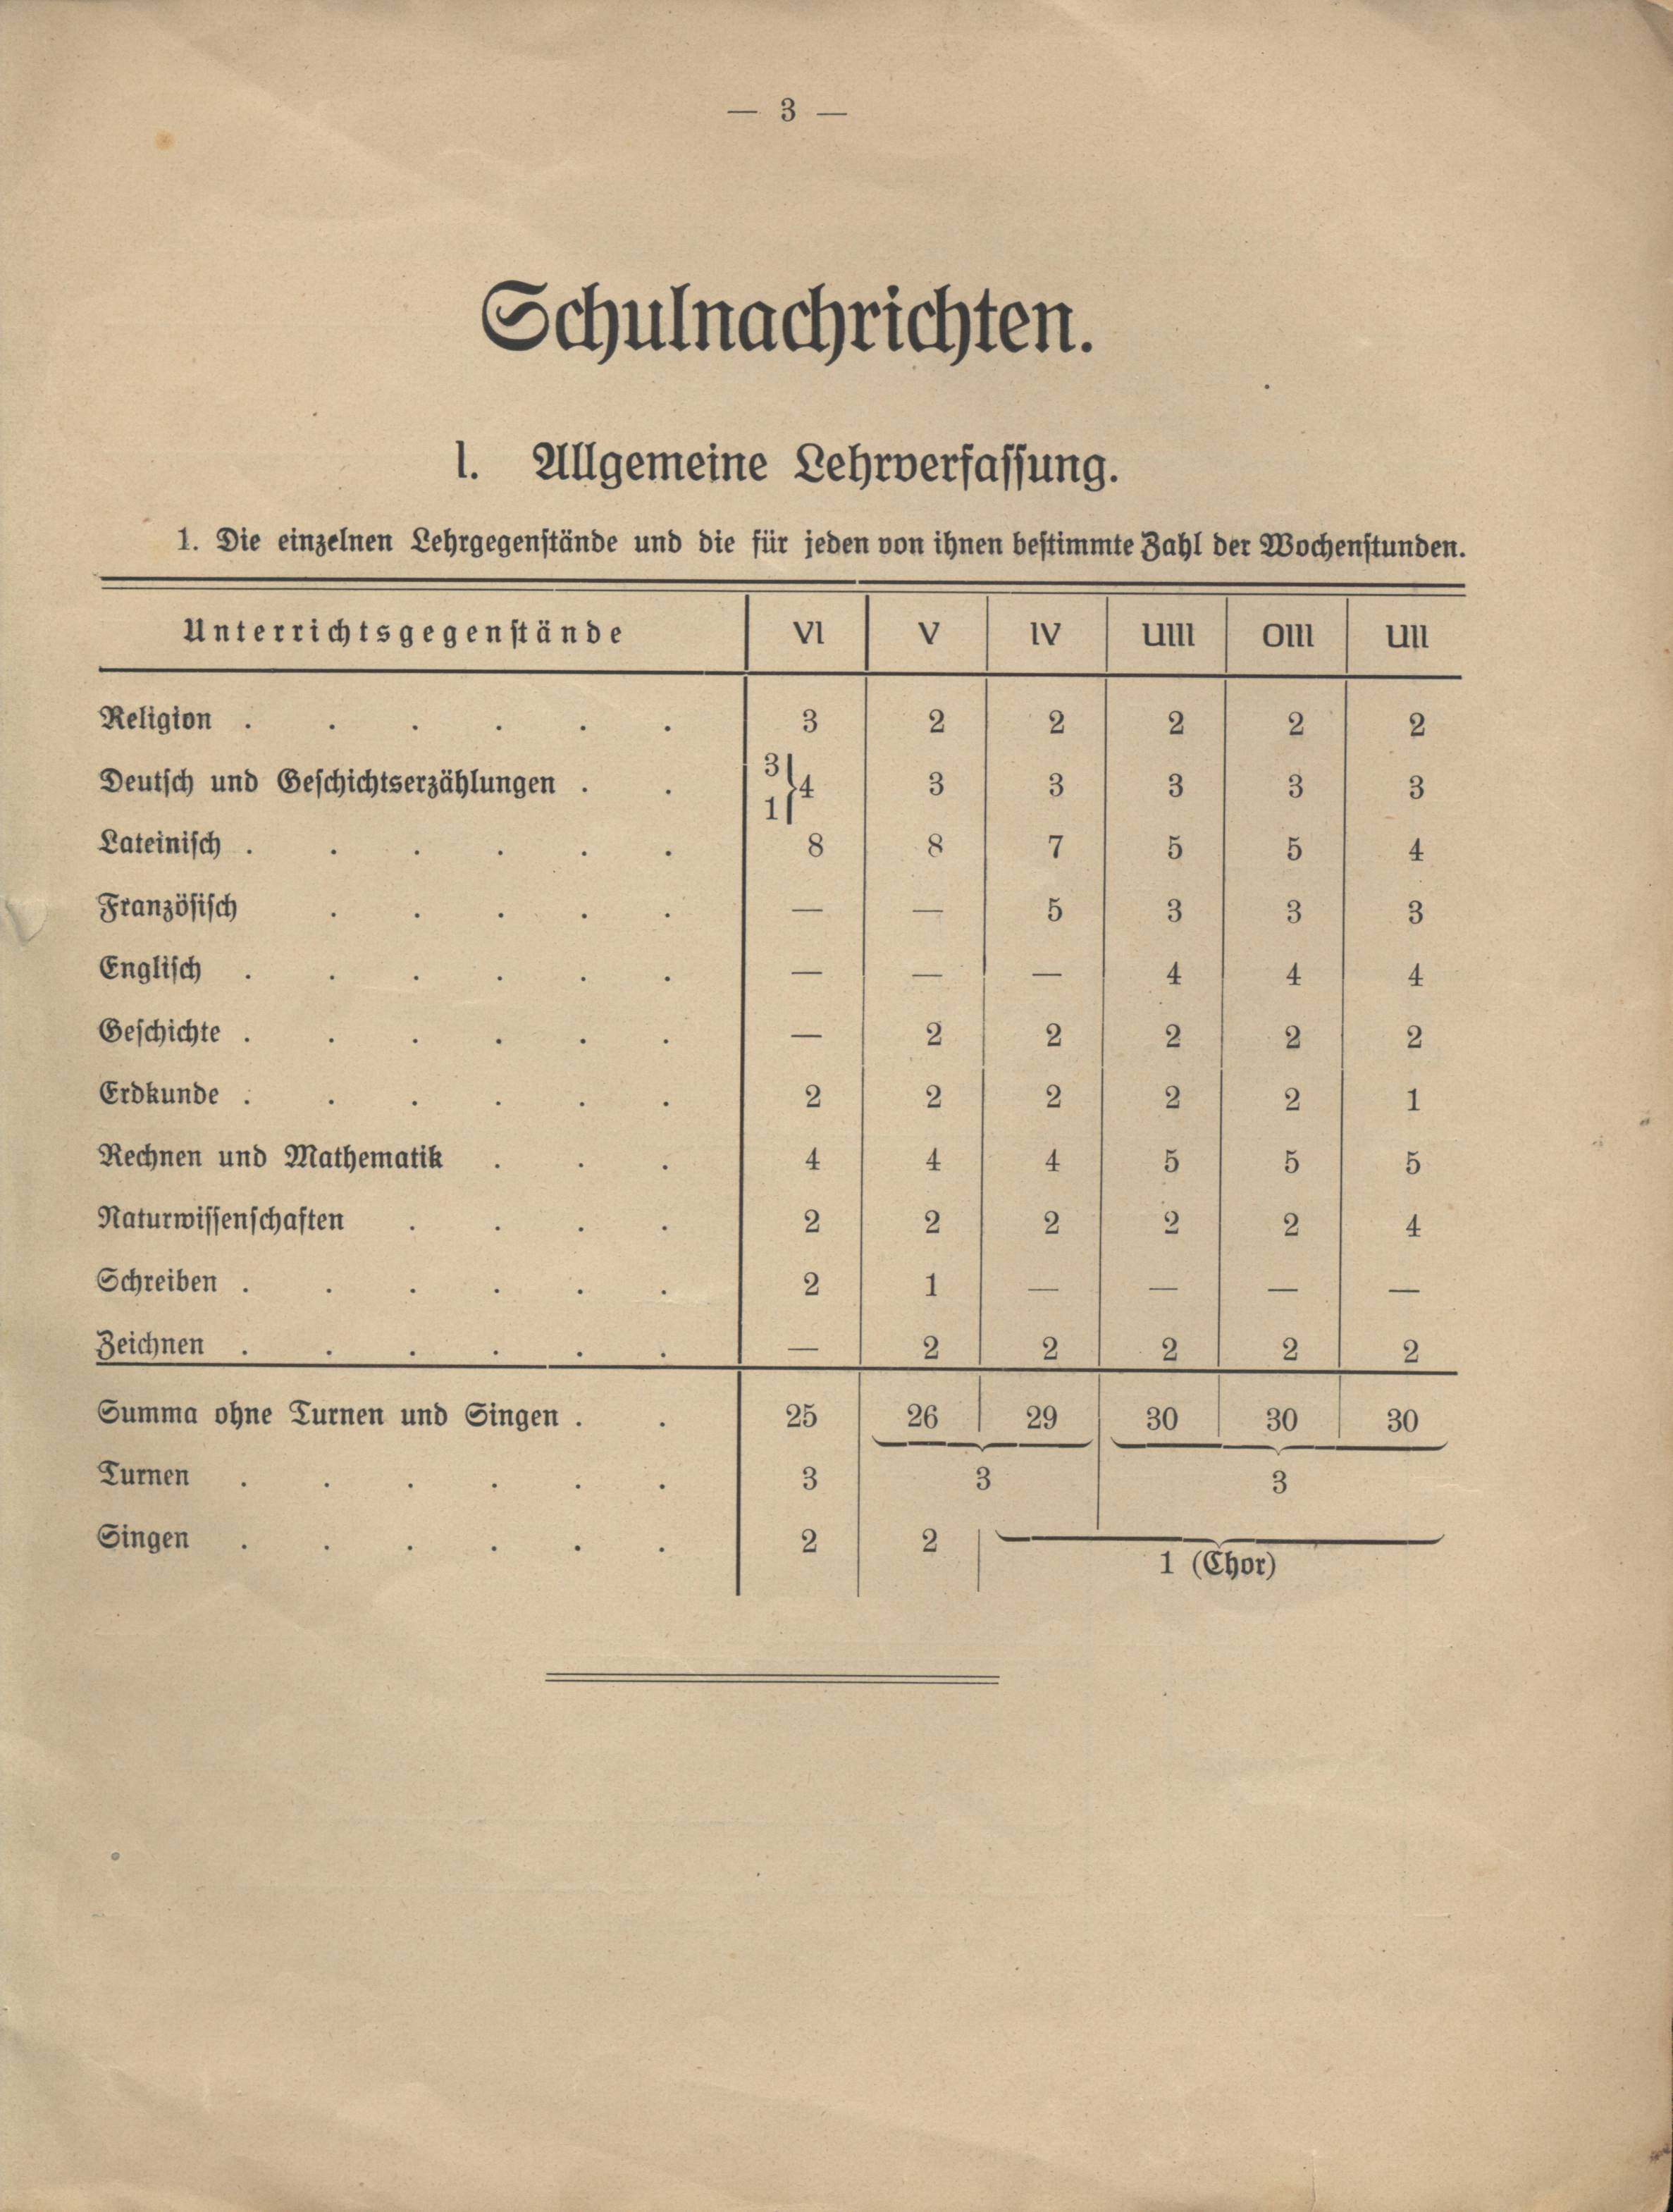 — 3 —
Schulnachrichten.
I. Allgemeine Lehrverfassung.
1. Die einzelnen Lehrgegenstände und die für jeden von ihnen bestimmte Zahl der Wochenstunden.
Unterrichtsgegenstände VI V IV UIII OIII UII
Religion . . . . . . 3 2 2 2 2 2
Deutsch und Geschichtserzählungen . . 3 1 } 4 3 3 3 3 3
Lateinisch . . . . . . 8 8 7 5 5 4
Französisch . . . . . — — 5 3 3 3
Englisch . . . . . . — — — 4 4 4
Geschichte . . . . . . — 2 2 2 2 2
Erdkunde . . . . . . 2 2 2 2 2 1
Rechnen und Mathematik . . . 4 4 4 5 5 5
Naturwissenschaften . . . . 2 2 2 2 2 4
Schreiben . . . . . . 2 1 — — — —
Zeichnen . . . . . . — 2 2 2 2 2
Summa ohne Turnen und Singen . . 25 26 29 30 30 30
Turnen . . . . . . 3 3 3
Singen . . . . . . 2 2 1 (Chor)